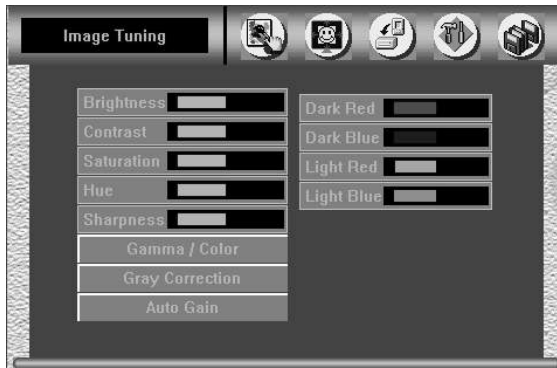 Image Tuning
Brightness
Contrast
Saturation
Hue
Sharpness
Gamma / Color
Gray Correction
Auto Gain
Dark Red
Dark Blue
Light Red
Light Blue